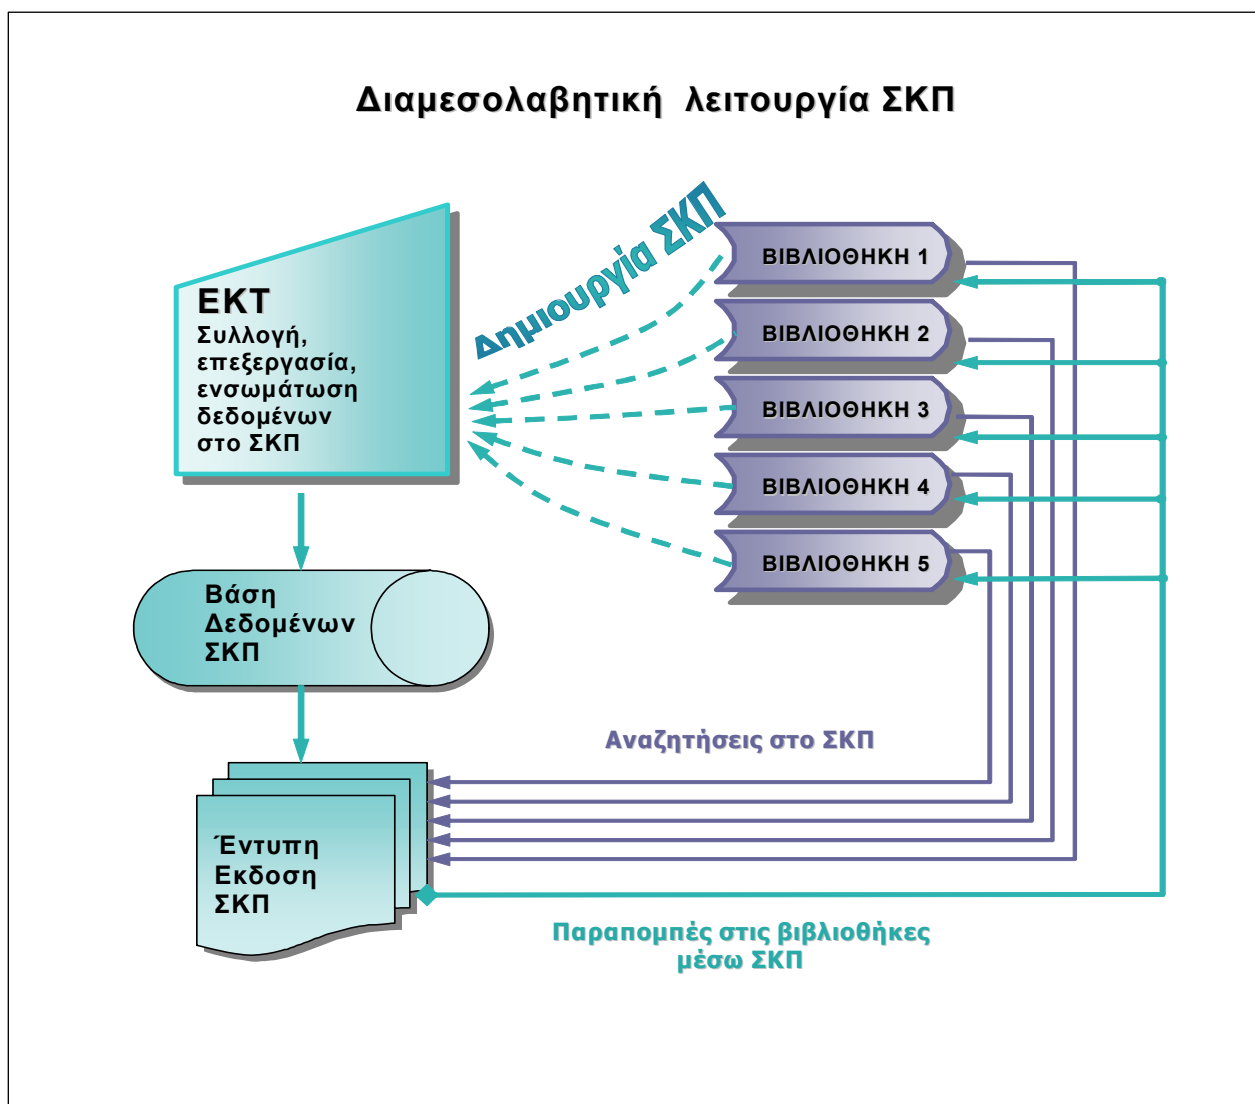 Διαμεσολαβητική λειτουργία ΣΚΠ
Δημιουργία ΣΚΠ
ΕΚΤ
Συλλογή,
επεξεργασία,
ενσωμάτωση
δεδομένων
στο ΣΚΠ
ΒΙΒΛΙΟΘΗΚΗ 1
ΒΙΒΛΙΟΘΗΚΗ 2
ΒΙΒΛΙΟΘΗΚΗ 3
ΒΙΒΛΙΟΘΗΚΗ 4
ΒΙΒΛΙΟΘΗΚΗ 5
Βάση
Δεδομένων
ΣΚΠ
Αναζητήσεις στο ΣΚΠ
Έντυπη
Εκδοση
ΣΚΠ
Παραπομπές στις βιβλιοθήκες
μέσω ΣΚΠ